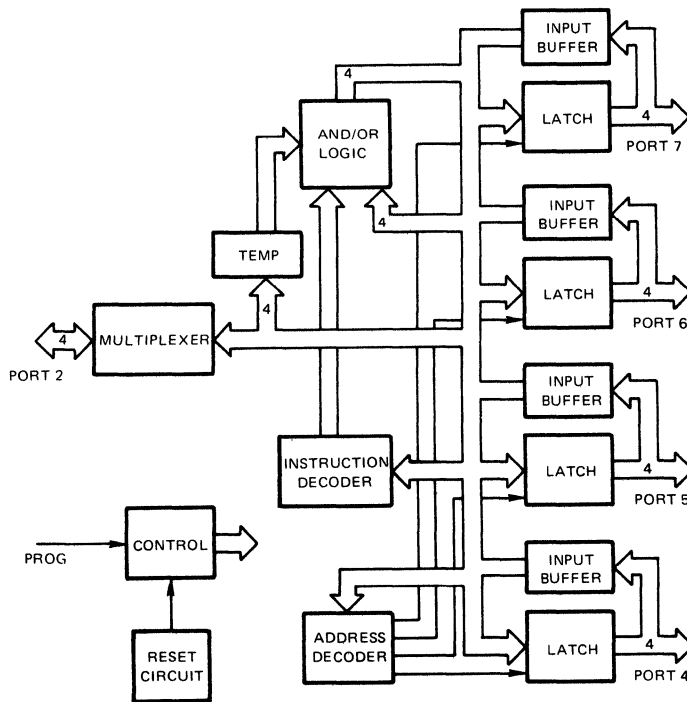 INPUT
BUFFER
4
AND/OR
LOGIC
LATCH
4
PORT 7
INPUT
BUFFER
4
TEMP
LATCH
4
4
PORT 6
4
MULTIPLEXER
PORT 2
INPUT
BUFFER
INSTRUCTION
DECODER
LATCH
4
PORT 5
CONTROL
PROG
INPUT
BUFFER
ADDRESS
DECODER
LATCH
4
PORT 4
RESET
CIRCUIT